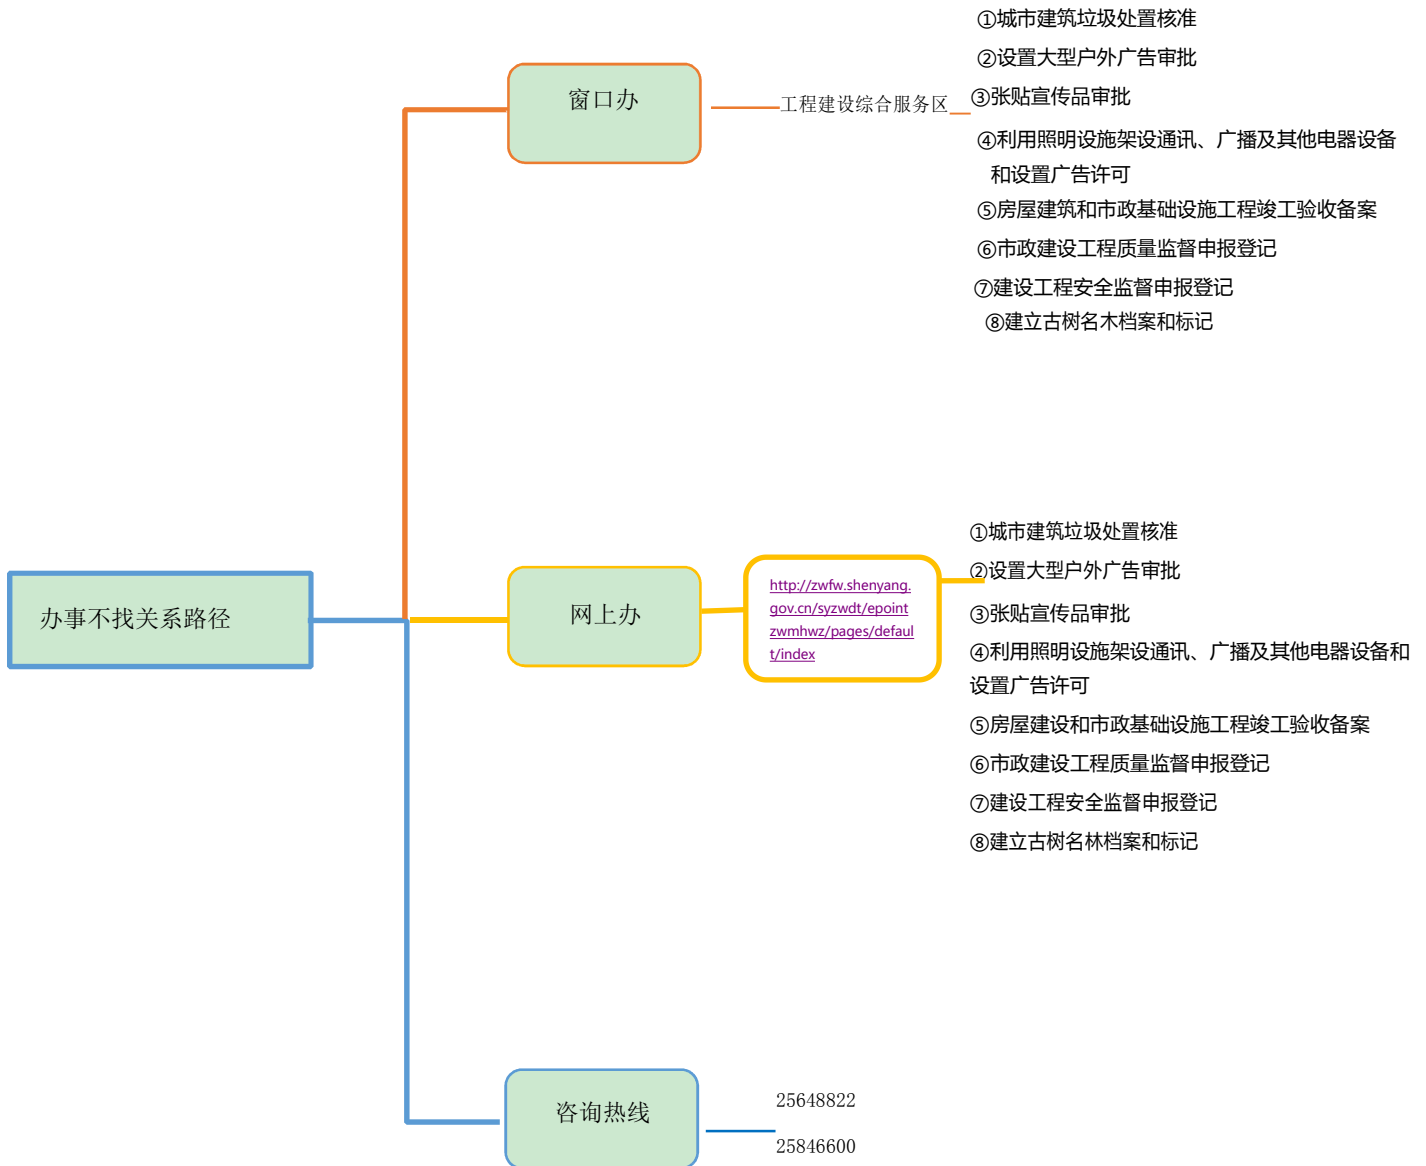 办事不找关系路径
窗口办
工程建设综合服务区
①城市建筑垃圾处置核准
②设置大型户外广告审批
③张贴宣传品审批
④利用照明设施架设通讯、广播及其他电器设备
和设置广告许可
⑤房屋建筑和市政基础设施工程竣工验收备案
⑥市政建设工程质量监督申报登记
⑦建设工程安全监督申报登记
⑧建立古树名木档案和标记
网上办
http://zwfw.shenyang.
gov.cn/syzwdt/epoint
zwmhwz/pages/defaul
t/index
①城市建筑垃圾处置核准
②设置大型户外广告审批
③张贴宣传品审批
④利用照明设施架设通讯、广播及其他电器设备和
设置广告许可
⑤房屋建设和市政基础设施工程竣工验收备案
⑥市政建设工程质量监督申报登记
⑦建设工程安全监督申报登记
⑧建立古树名林档案和标记
咨询热线
25648822
25846600